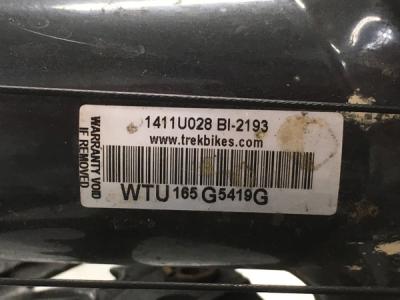 1411U028 BI-2193
www.trekbikes.com
WTU165G5419G
WARRANTY VOID
IF REMOVED